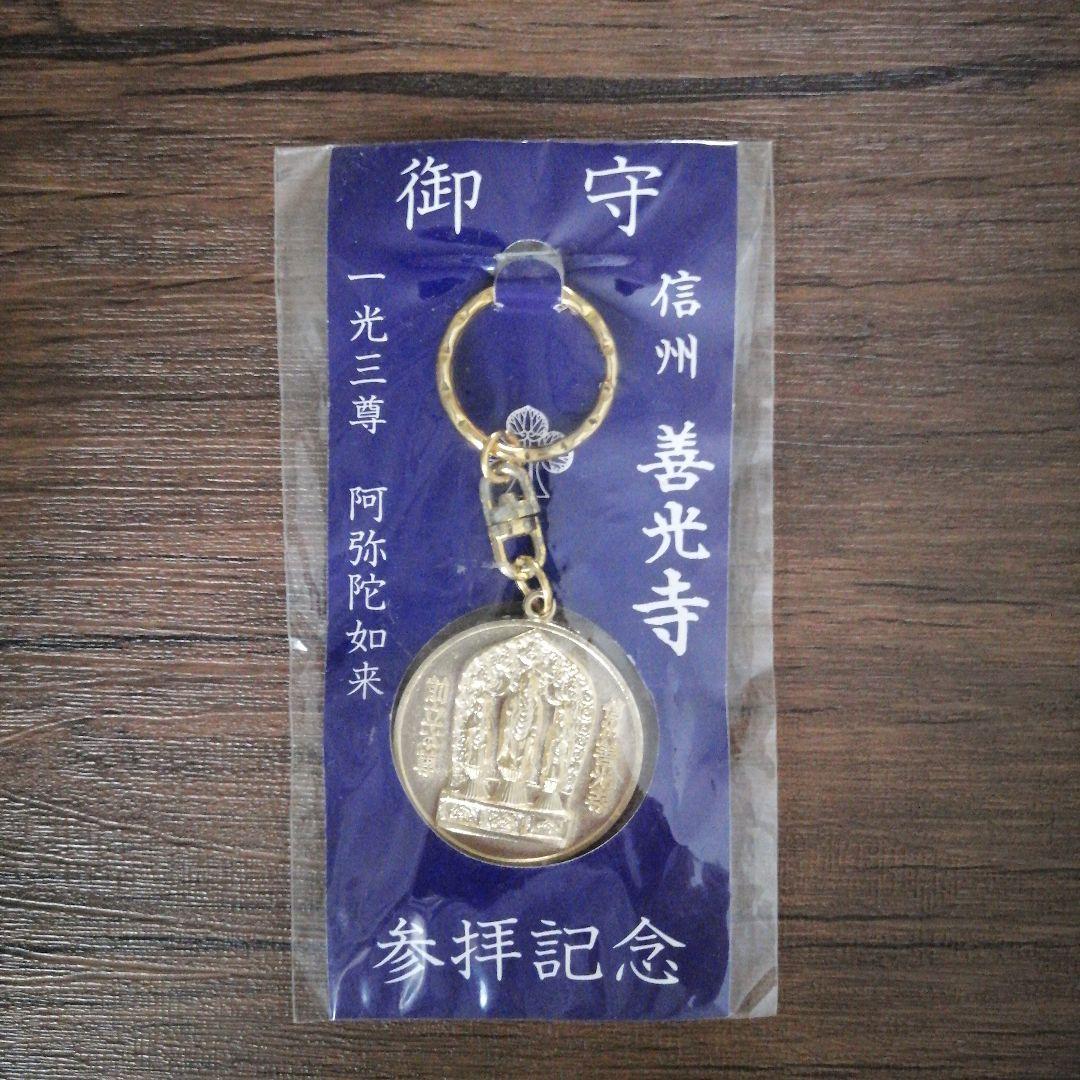 御守
信州 善光寺
一光三尊 阿弥陀如来
参拝記念